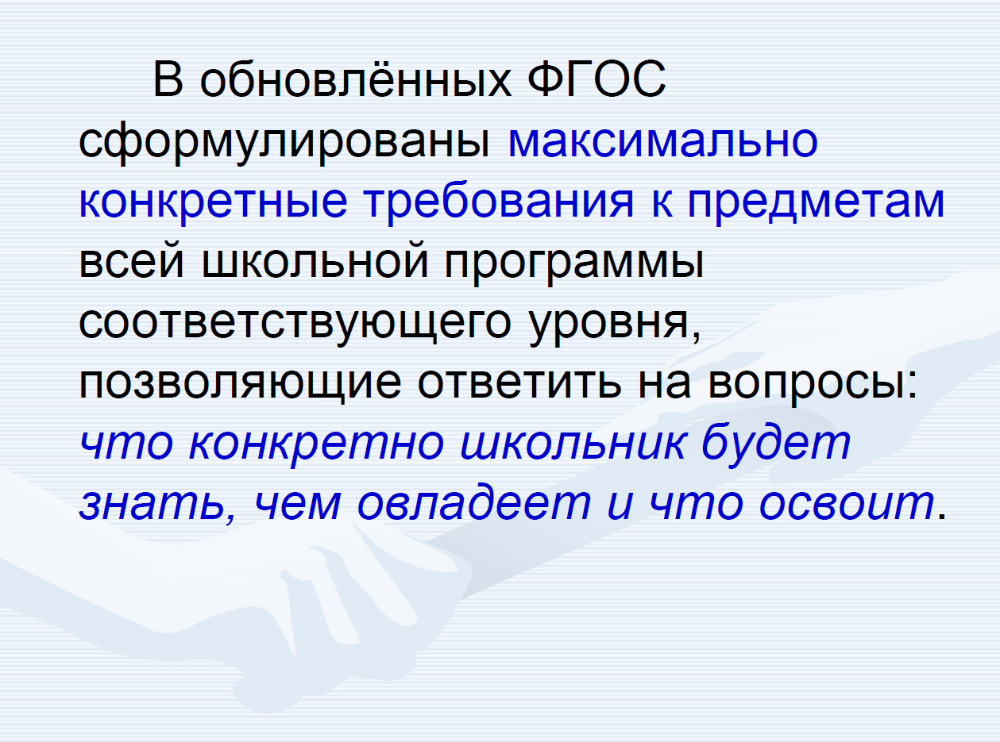 В обновлённых ФГОС
сформулированы максимально
конкретные требования к предметам
всей школьной программы
соответствующего уровня,
позволяющие ответить на вопросы:
что конкретно школьник будет
знать, чем овладеет и что освоит.